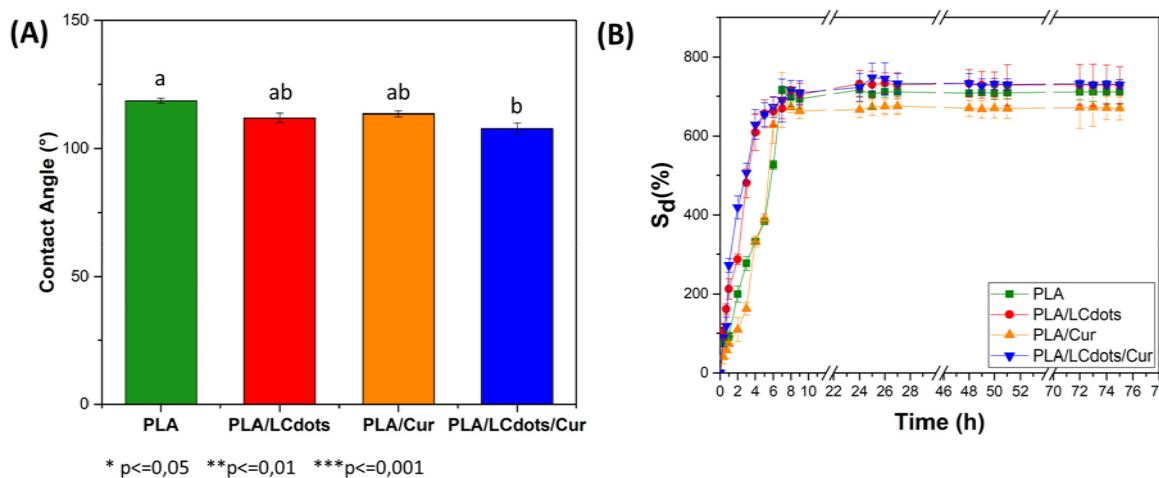 (A)
Contact Angle (°)
150
100
50
0
a
ab
ab
b
PLA
PLA/LCdots
PLA/Cur
PLA/LCdots/Cur
* p<=0,05 **p<=0,01 ***p<=0,001
(B)
Sd(%)
800
600
400
200
0
PLA
PLA/LCdots
PLA/Cur
PLA/LCdots/Cur
0 2 4 6 8 10 22 24 26 28 46 48 50 52 70 72 74 76 78
Time (h)